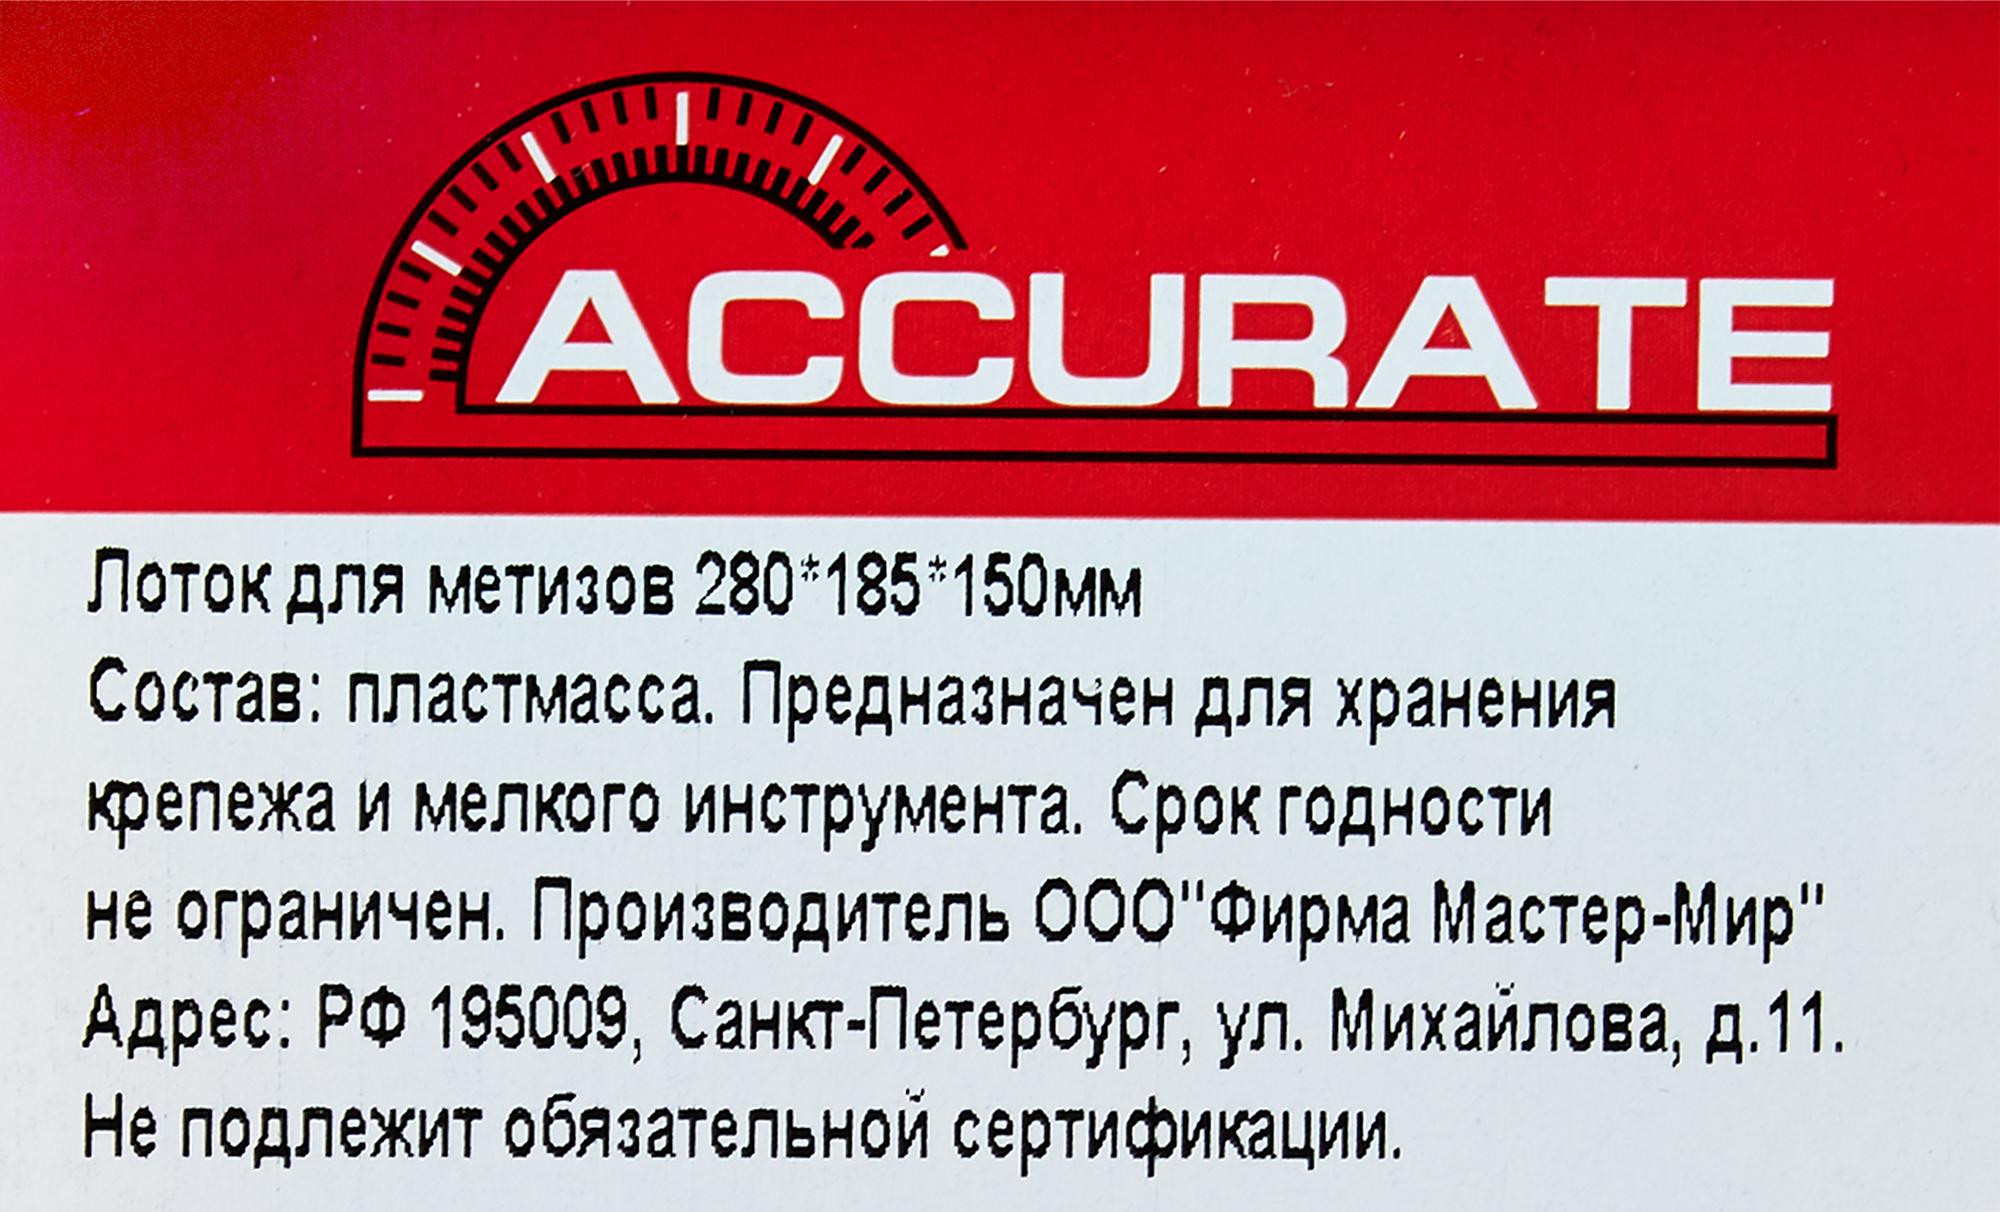 ACCURATE
Лоток для метизов 280*185*150мм
Состав: пластмасса. Предназначен для хранения
крепежа и мелкого инструмента. Срок годности
не ограничен. Производитель ООО"Фирма Мастер-Мир"
Адрес: РФ 195009, Санкт-Петербург, ул. Михайлова, д.11.
Не подлежит обязательной сертификации.